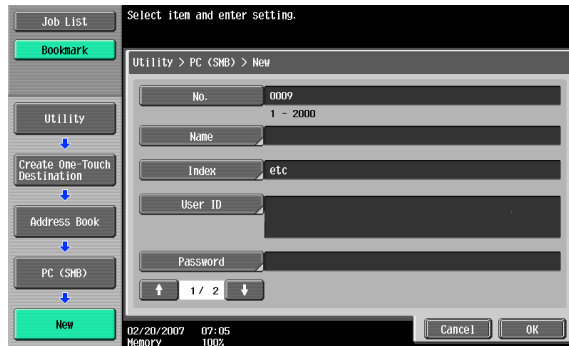 Job List
Bookmark
Utility
Create One-Touch
Destination
Address Book
PC (SMB)
New
Select item and enter setting.
Utility > PC (SMB) > New
No. 0009
1 - 2000
Name
Index etc
User ID
Password
1/ 2
02/20/2007 07:05
Memory 100%
Cancel OK